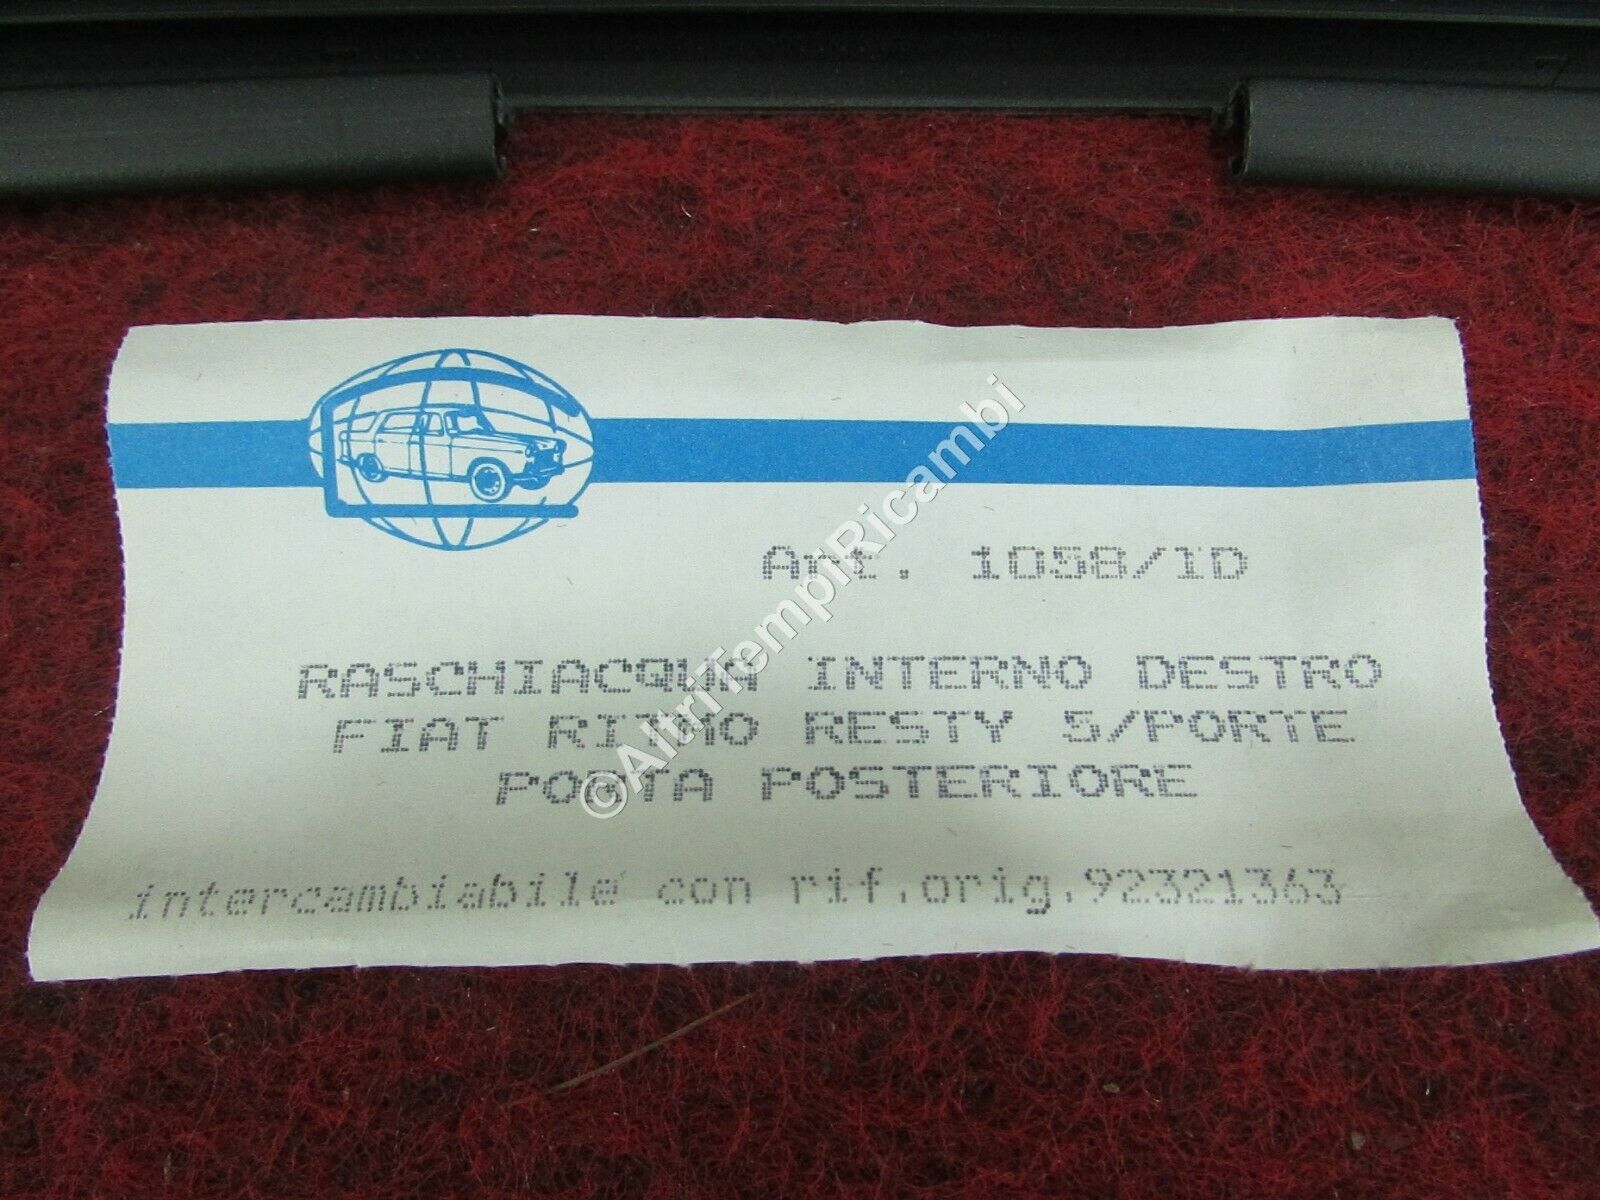 Art. 1058/1D
RASCHIACQUA INTERNO DESTRO
FIAT RITMO RESTY 5/PORTE
PORTA POSTERIORE
intercambiabile con rif.orig.92321363
©AltriTempiRicambi